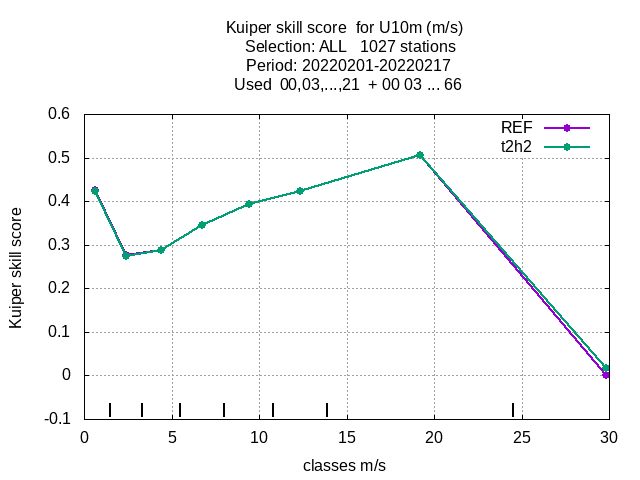 Kuiper skill score  for U10m (m/s)
Selection: ALL   1027 stations
Period: 20220201-20220217
Used  00,03,...,21  + 00 03 ... 66
REF
t2h2
Kuiper skill score
0.6
0.5
0.4
0.3
0.2
0.1
0
-0.1
0 5 10 15 20 25 30
classes m/s